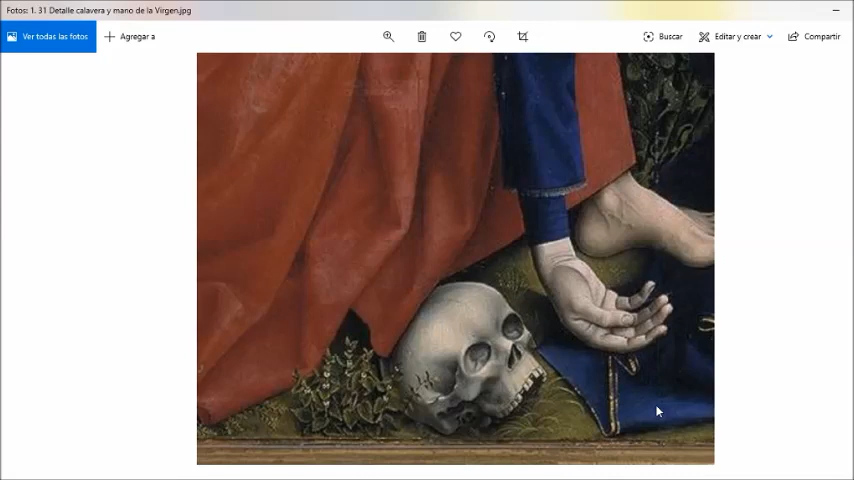 Fotos: 1. 31 Detalle calavera y mano de la Virgen.jpg
Ver todas las fotos
Agregar a
Buscar
Editar y crear
Compartir